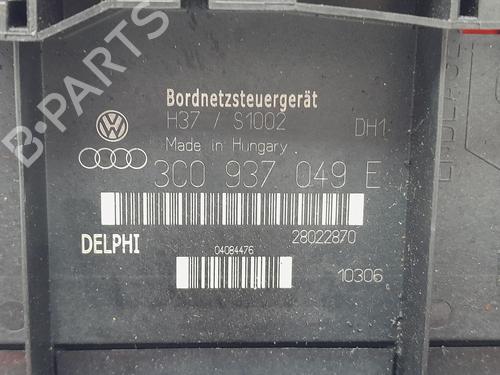 B-PARTS
Bordnetzsteuergerät
H37 / S1002 DH1
Made in Hungary
3C0 937 049 E
DELPHI 28022870
04084476
10306